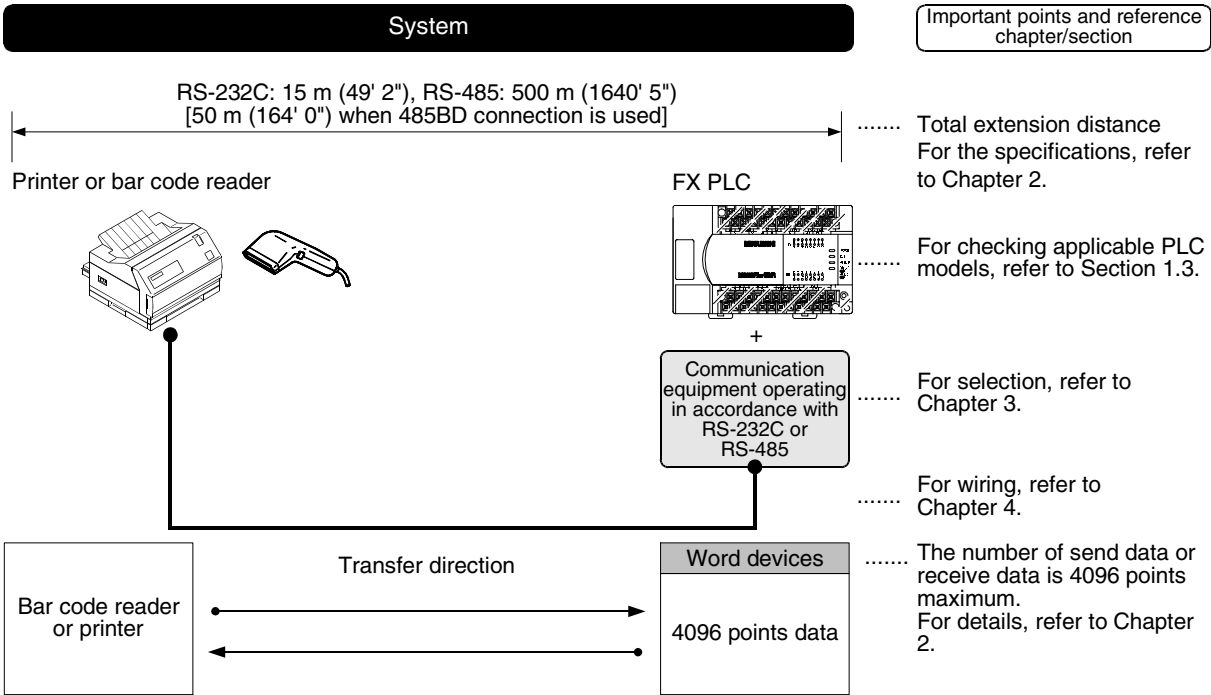 System
Important points and reference
chapter/section
RS-232C: 15 m (49' 2"), RS-485: 500 m (1640' 5")
[50 m (164' 0") when 485BD connection is used]
....... Total extension distance
For the specifications, refer
to Chapter 2.
Printer or bar code reader
FX PLC
....... For checking applicable PLC
models, refer to Section 1.3.
+
Communication
equipment operating
in accordance with
RS-232C or
RS-485
....... For selection, refer to
Chapter 3.
....... For wiring, refer to
Chapter 4.
Bar code reader
or printer
Transfer direction
Word devices
4096 points data
....... The number of send data or
receive data is 4096 points
maximum.
For details, refer to Chapter
2.